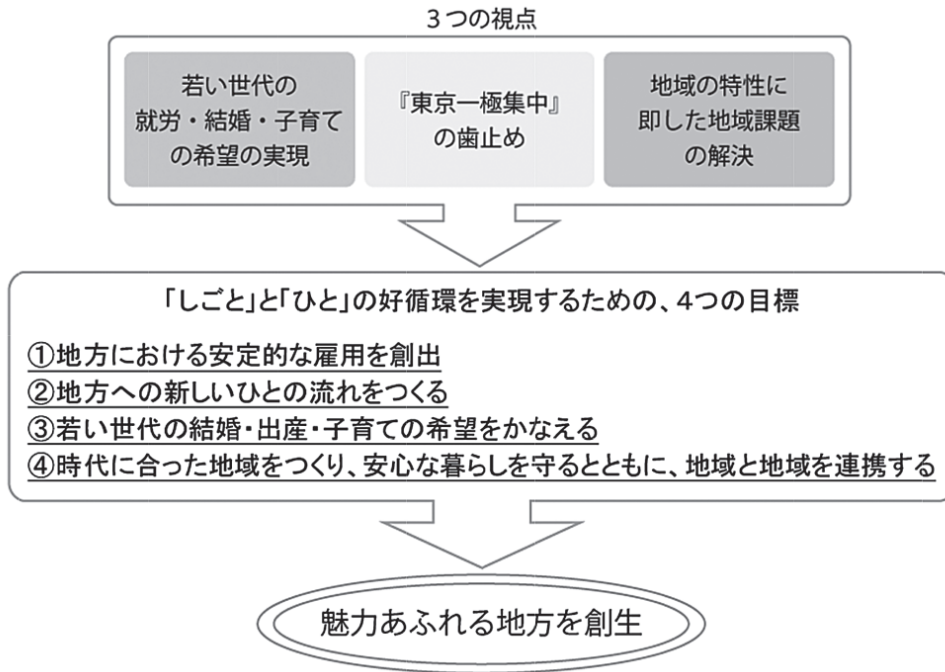 3つの視点
若い世代の
就労・結婚・子育て
の希望の実現
『東京一極集中』
の歯止め
地域の特性に
即した地域課題
の解決
「しごと」と「ひと」の好循環を実現するための、4つの目標
①地方における安定的な雇用を創出
②地方への新しいひとの流れをつくる
③若い世代の結婚・出産・子育ての希望をかなえる
④時代に合った地域をつくり、安心な暮らしを守るとともに、地域と地域を連携する
魅力あふれる地方を創生